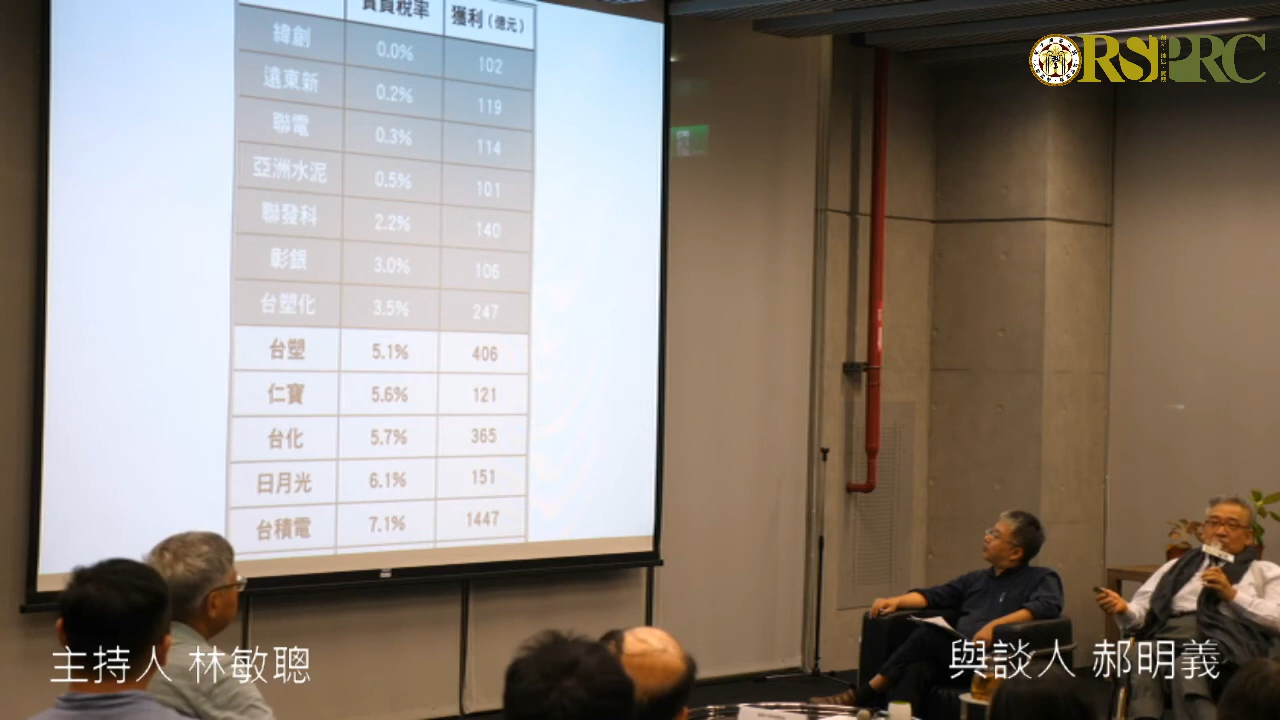 實質稅率 獲利(億元)
緯創 0.0% 102
遠東新 0.2% 119
聯電 0.3% 114
亞洲水泥 0.5% 101
聯發科 2.2% 140
彰銀 3.0% 106
台塑化 3.5% 247
台塑 5.1% 406
仁寶 5.6% 121
台化 5.7% 365
日月光 6.1% 151
台積電 7.1% 1447
RSPRC
主持人 林敏聰
與談人 郝明義